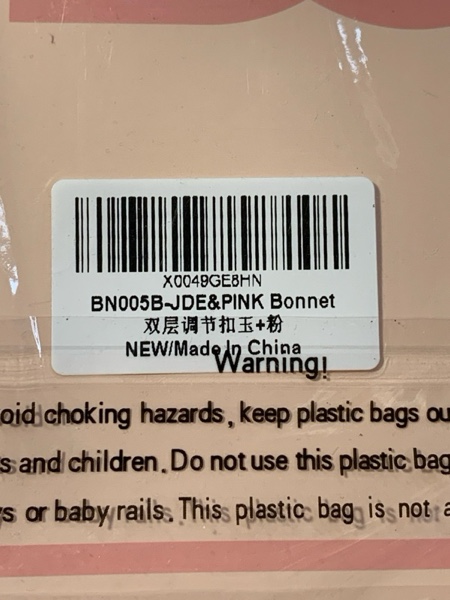 X0049GE8HN
BN005B-JDE&PINK Bonnet
双层调节扣玉+粉
NEW/Made In China
Warning!
choking hazards, keep plastic bags
and children. Do not use this plastic bag
or baby rails. This plastic bag is not